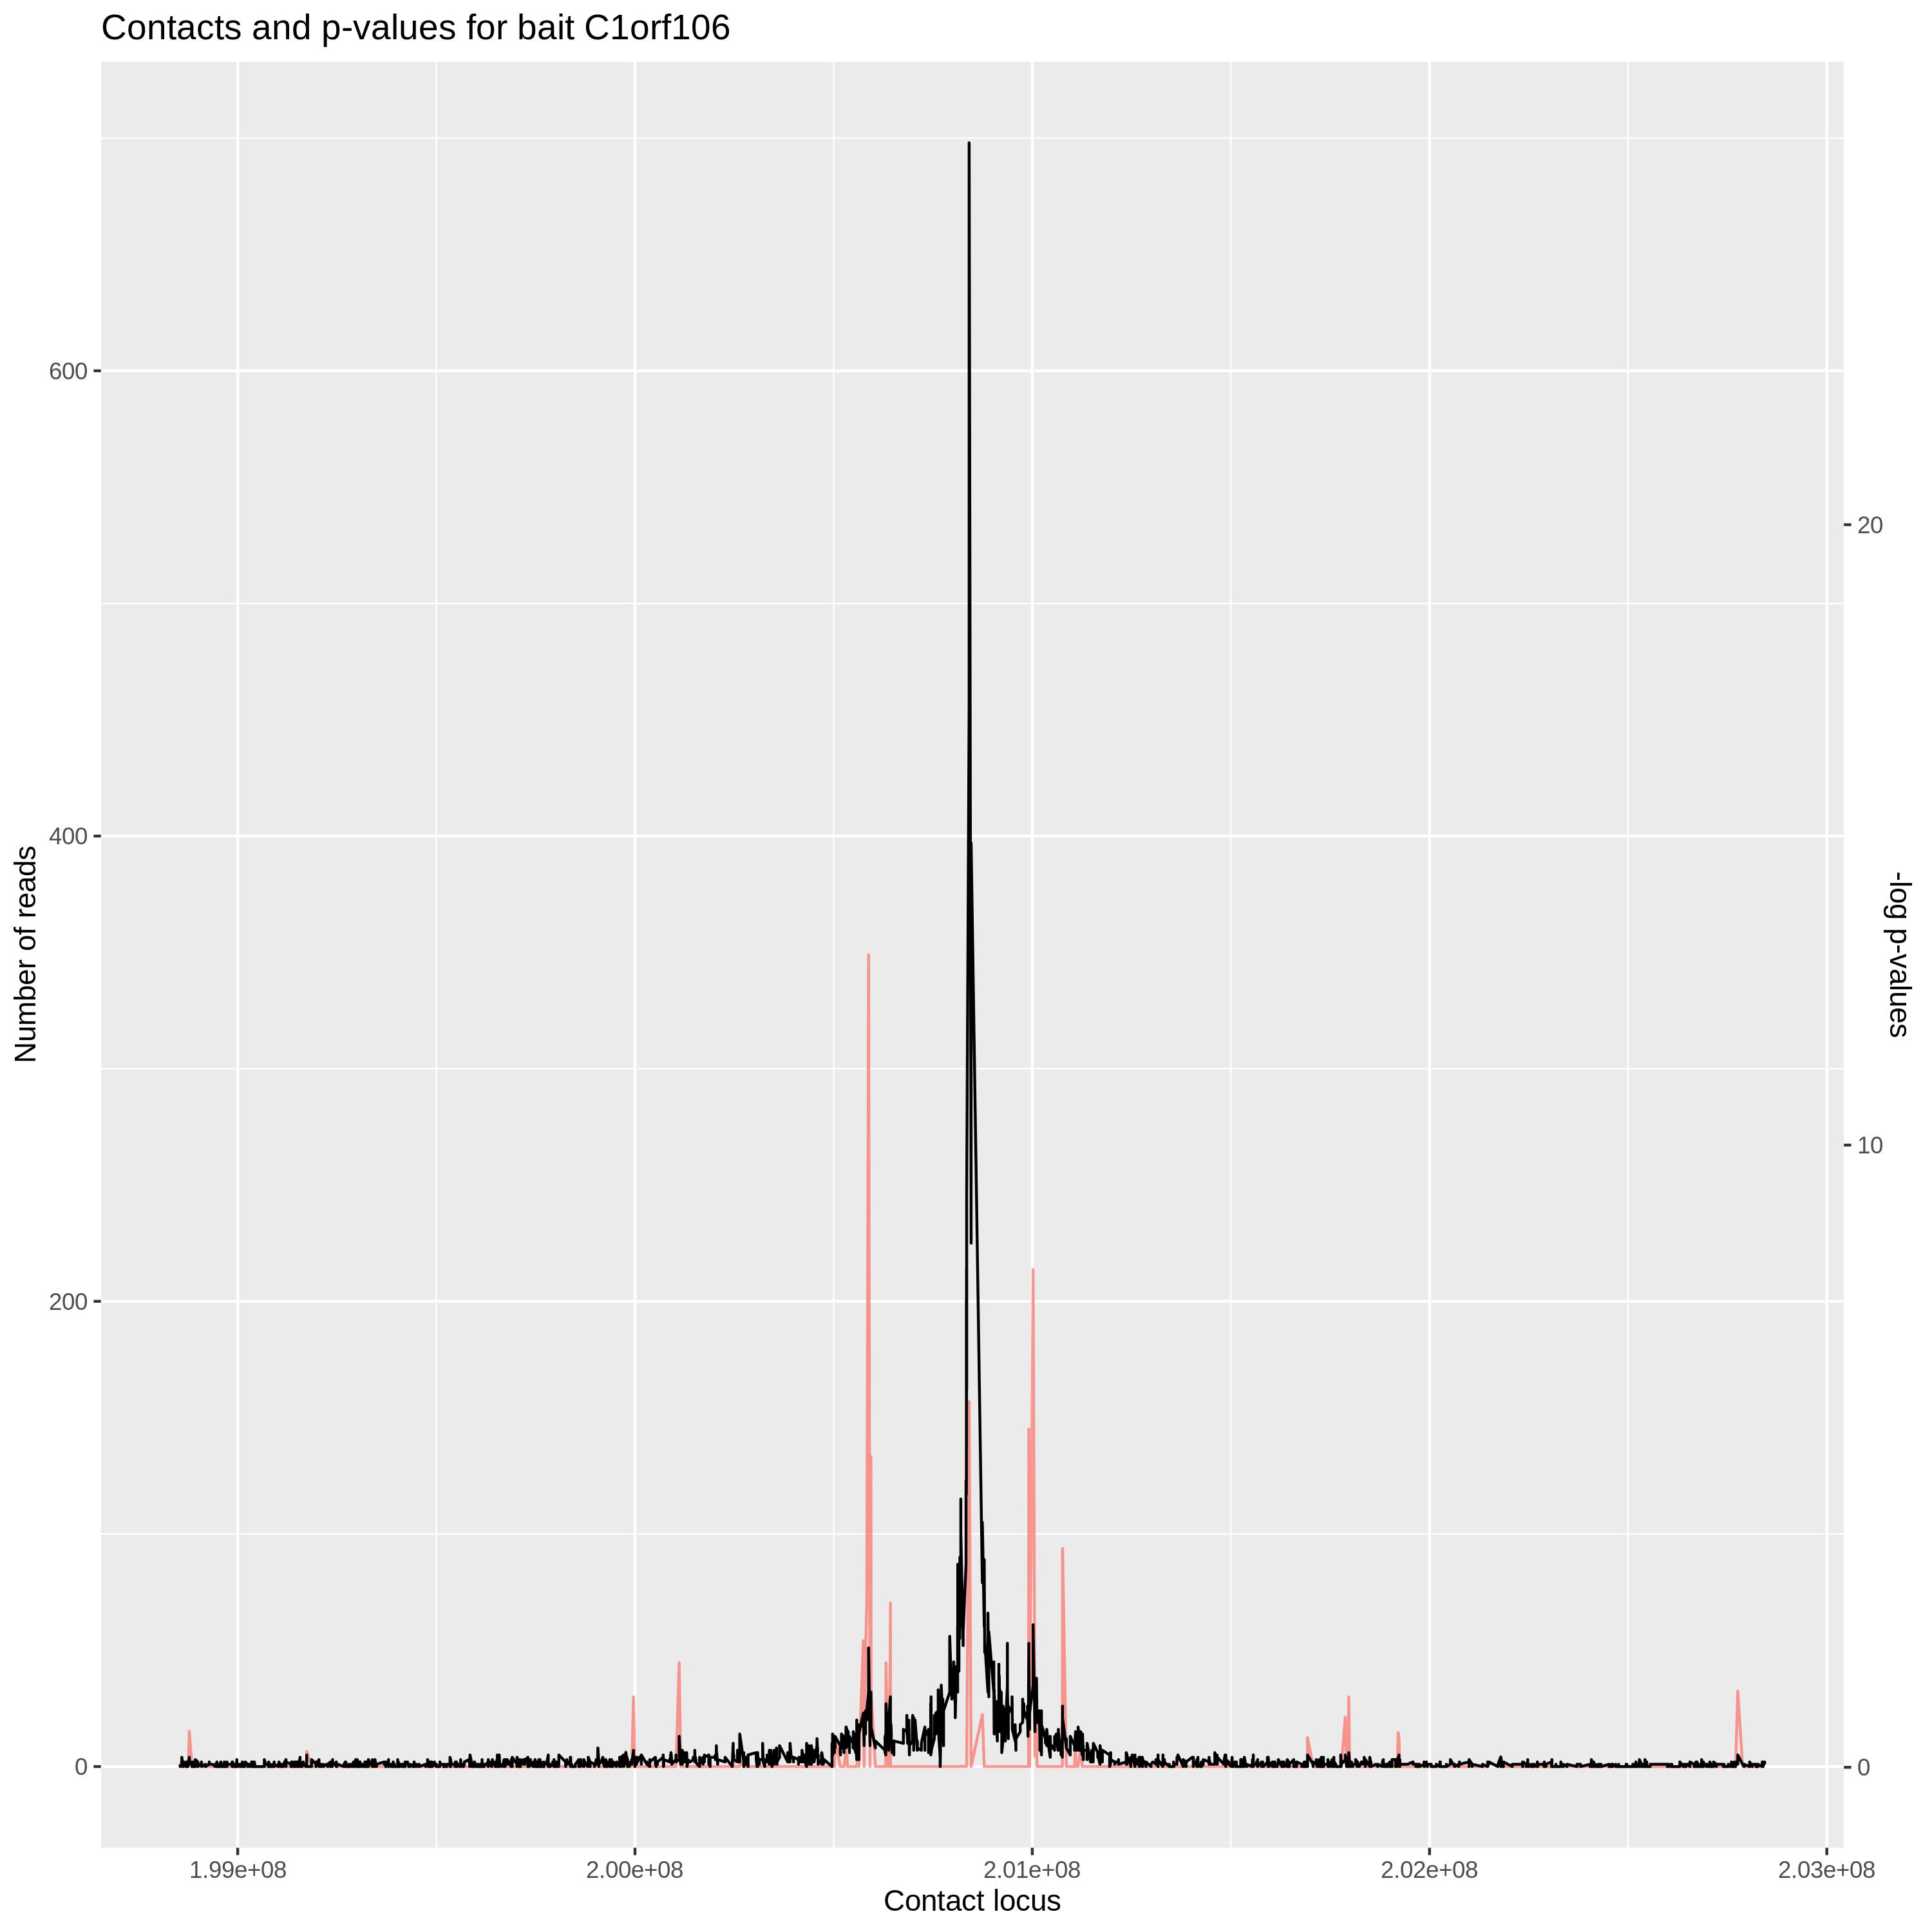 Contacts and p-values for bait C1orf106
600
400
200
0
Number of reads
20
10
0
-log p-values
1.99e+08 2.00e+08 2.01e+08 2.02e+08 2.03e+08
Contact locus